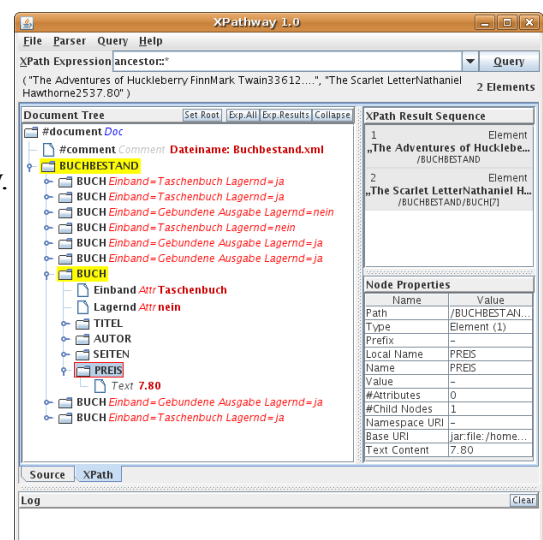 XPathway 1.0
File Parser Query Help
XPath Expression ancestor::* Query
( "The Adventures of Huckleberry FinnMark Twain33612....", "The Scarlet LetterNathaniel
Hawthorne2537.80" )
2 Elements
Document Tree Set Root Exp.All Exp.Results Collapse
#document Doc
#comment Comment Dateiname: Buchbestand.xml
BUCHBESTAND
BUCH Einband=Taschenbuch Lagernd=ja
BUCH Einband=Taschenbuch Lagernd=ja
BUCH Einband=Gebundene Ausgabe Lagernd=nein
BUCH Einband=Taschenbuch Lagernd=nein
BUCH Einband=Gebundene Ausgabe Lagernd=ja
BUCH Einband=Gebundene Ausgabe Lagernd=ja
BUCH
Einband Attr Taschenbuch
Lagernd Attr nein
TITEL
AUTOR
SEITEN
PREIS
Text 7.80
BUCH Einband=Gebundene Ausgabe Lagernd=ja
BUCH Einband=Taschenbuch Lagernd=ja
XPath Result Sequence
1 Element
„The Adventures of Hucklebe...
/BUCHBESTAND
2 Element
„The Scarlet LetterNathaniel H...
/BUCHBESTAND/BUCH[7]
Node Properties
Name Value
Path /BUCHBESTAN...
Type Element (1)
Prefix –
Local Name PREIS
Name PREIS
Value –
#Attributes 0
#Child Nodes 1
Namespace URI –
Base URI jar:file:/home...
Text Content 7.80
Source XPath
Log Clear